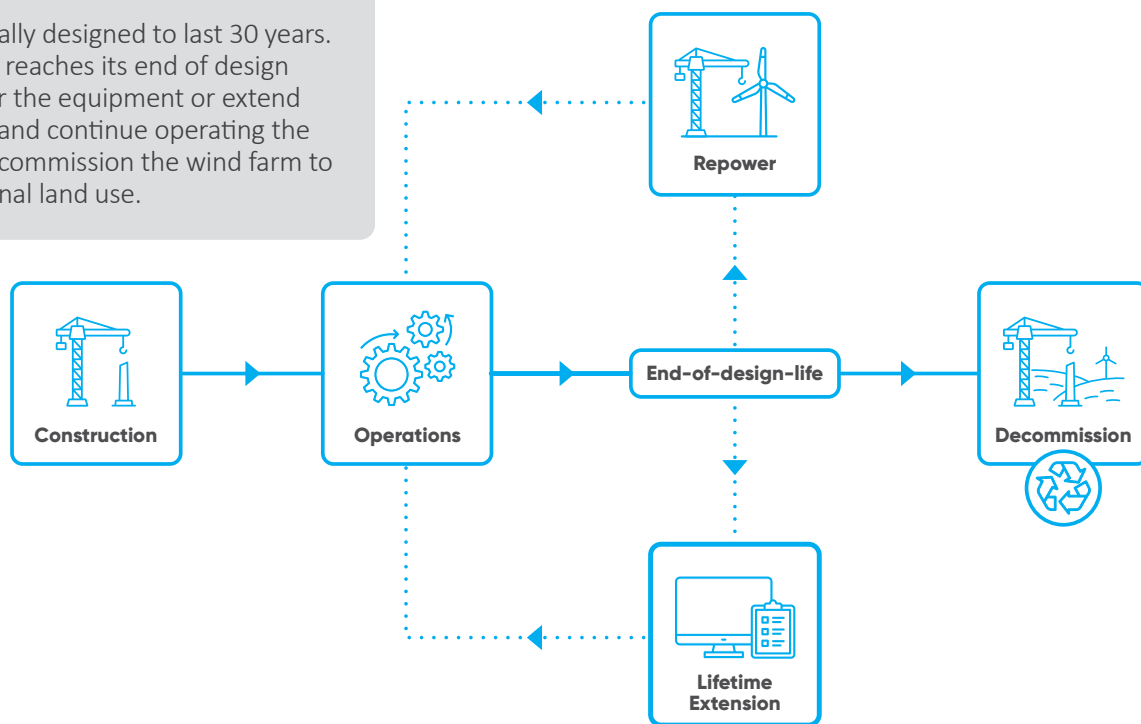 ally designed to last 30 years.
reaches its end of design
r the equipment or extend
and continue operating the
commission the wind farm to
nal land use.
Repower
Construction
Operations
End-of-design-life
Decommission
Lifetime
Extension